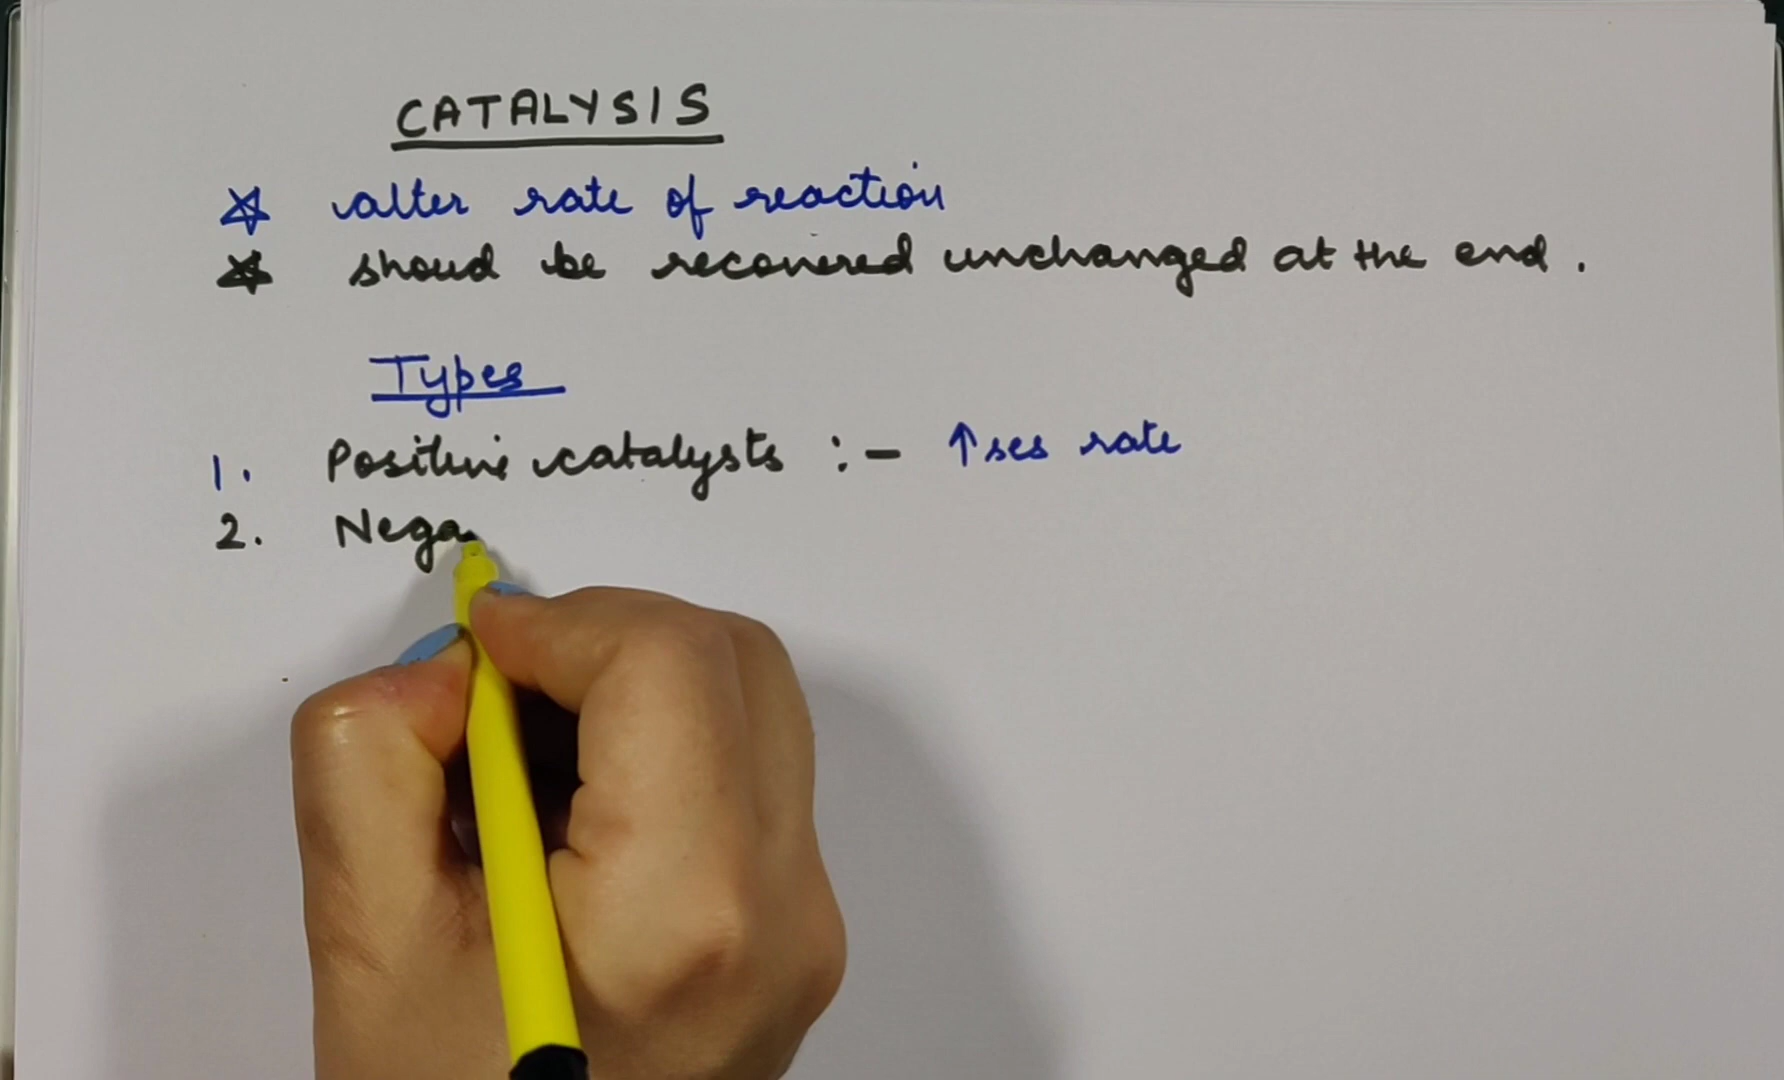 CATALYSIS
☆ alter rate of reaction
☆ shoud be recovered unchanged at the end.
Types
1. Positive catalysts :- ↑ses rate
2. Nega